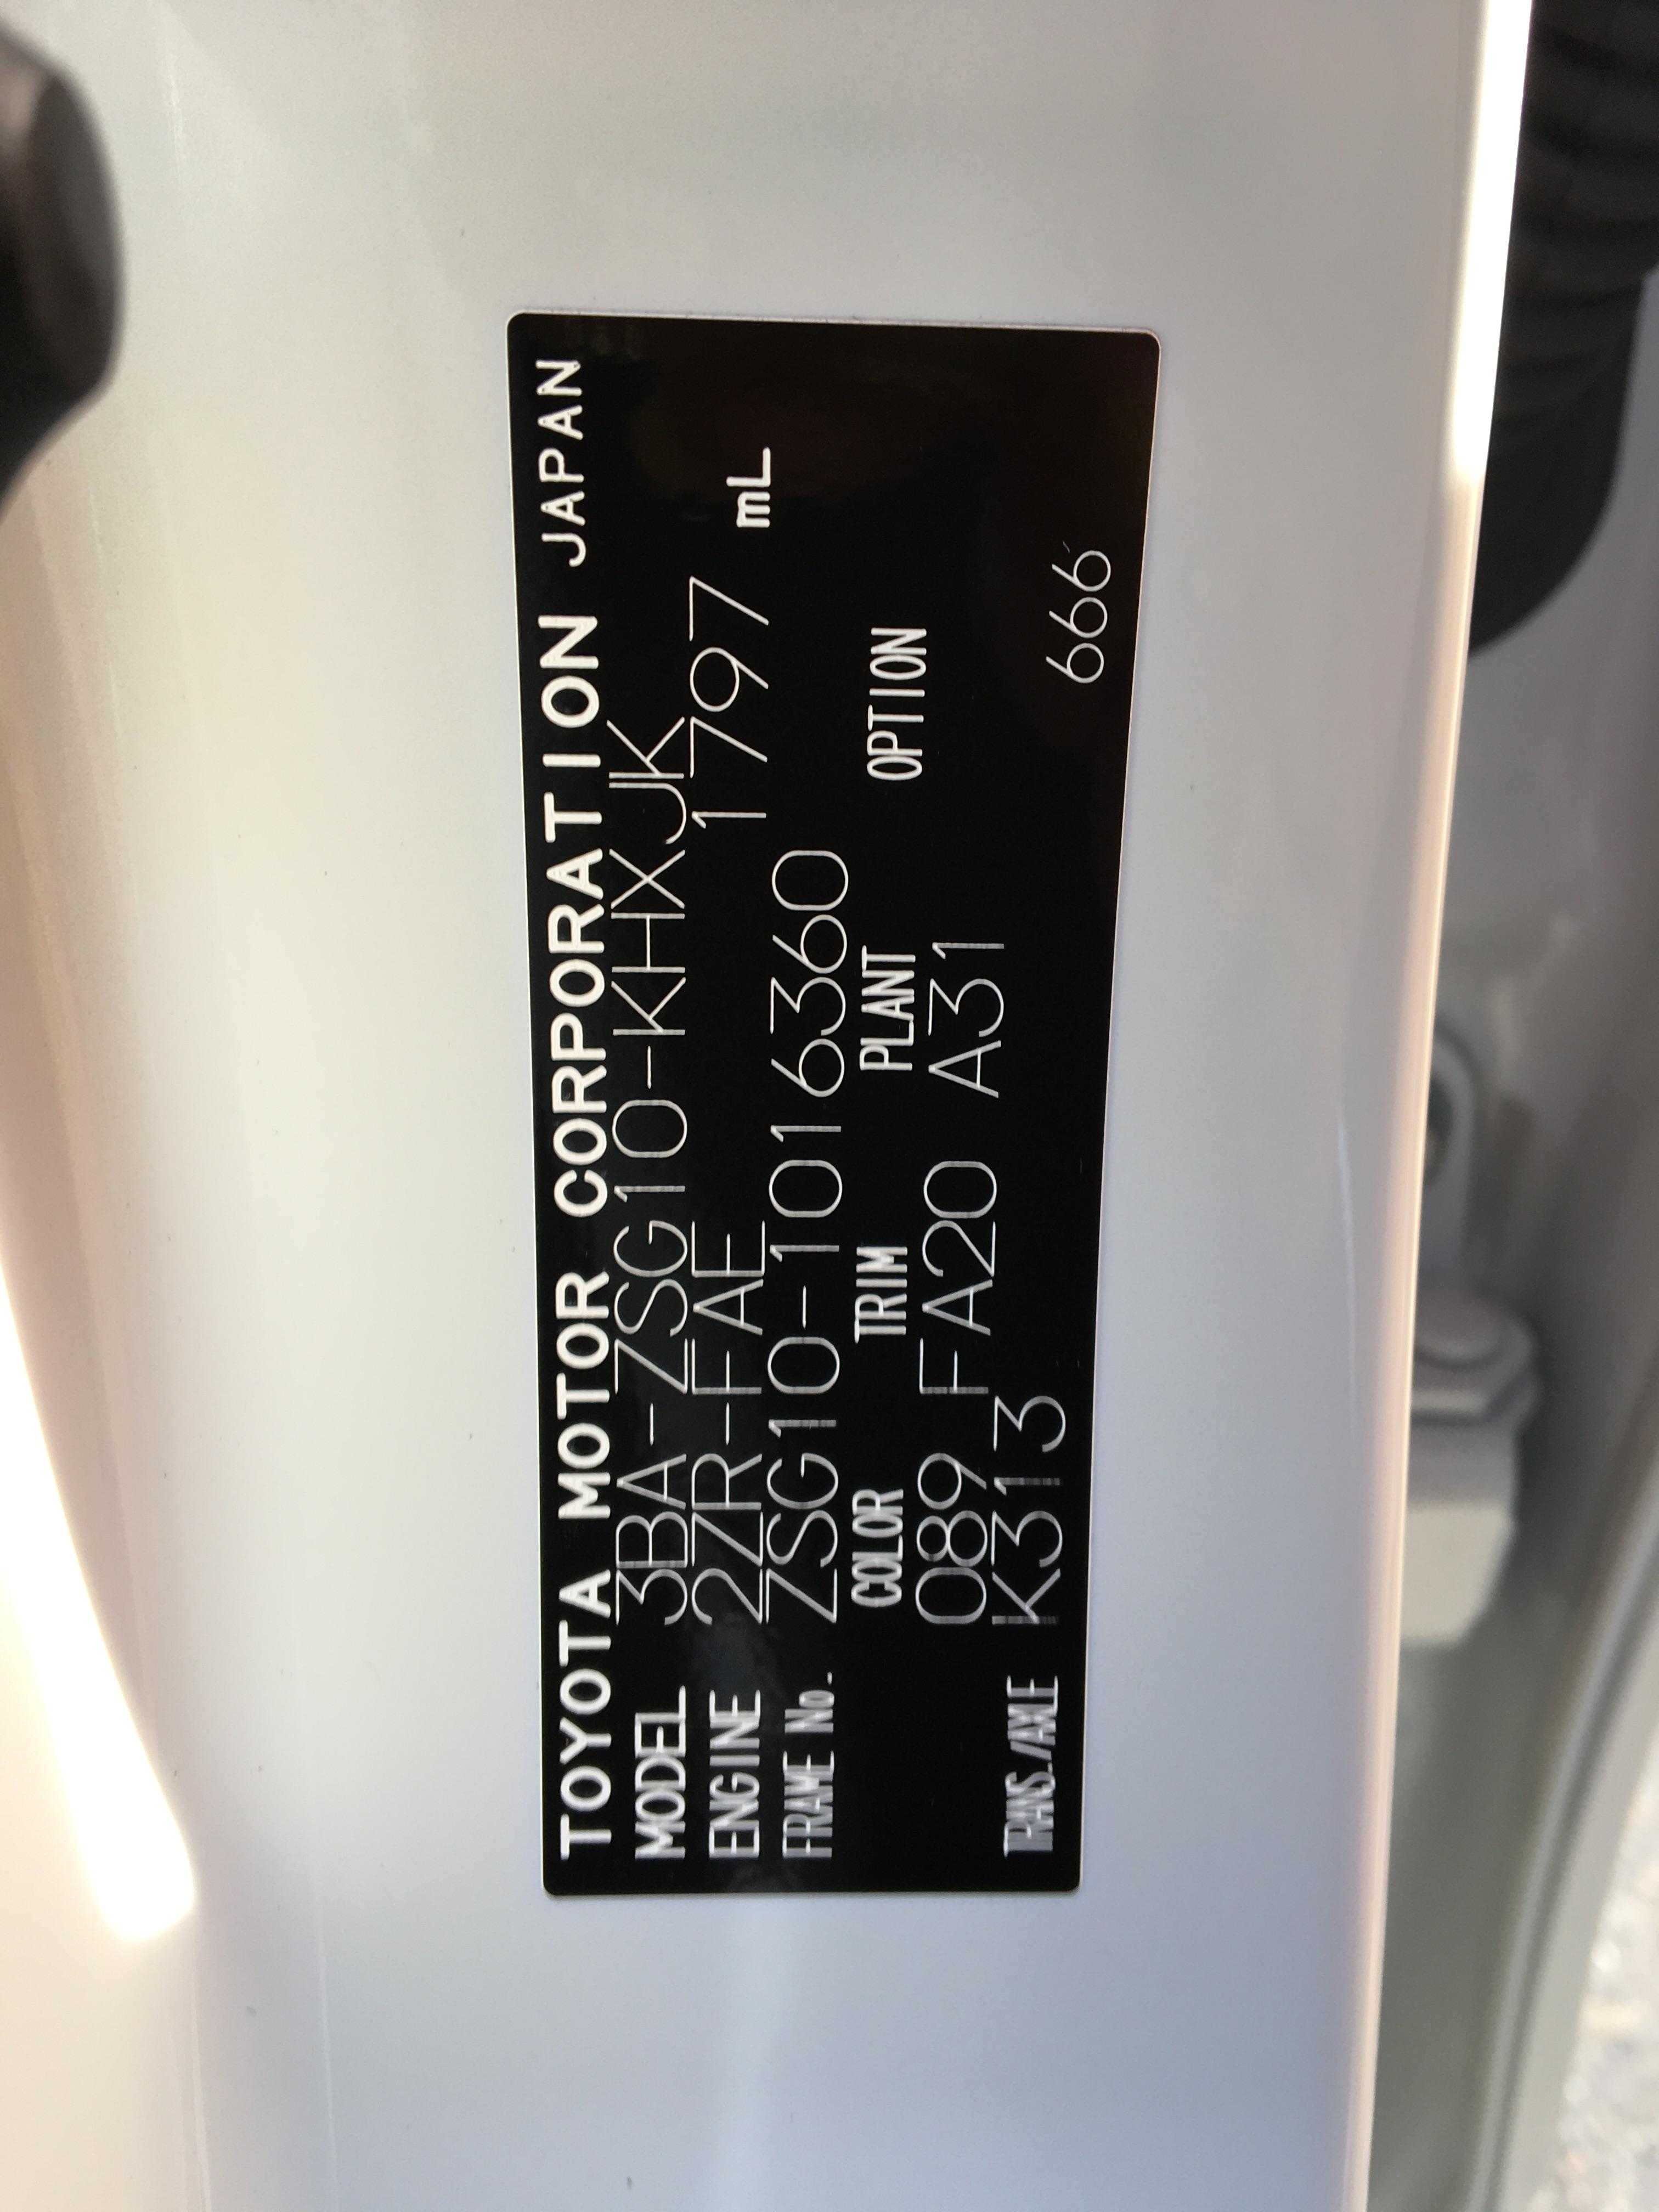 TOYOTA MOTOR CORPORATION JAPAN
MODEL 3BA-ZSG10-KHXJK
ENGINE 2ZR-FAE 1797 mL
FRAME No. ZSG10-1016360
COLOR TRIM PLANT OPTION
089 FA20 A31
TRANS./AXLE K313
666